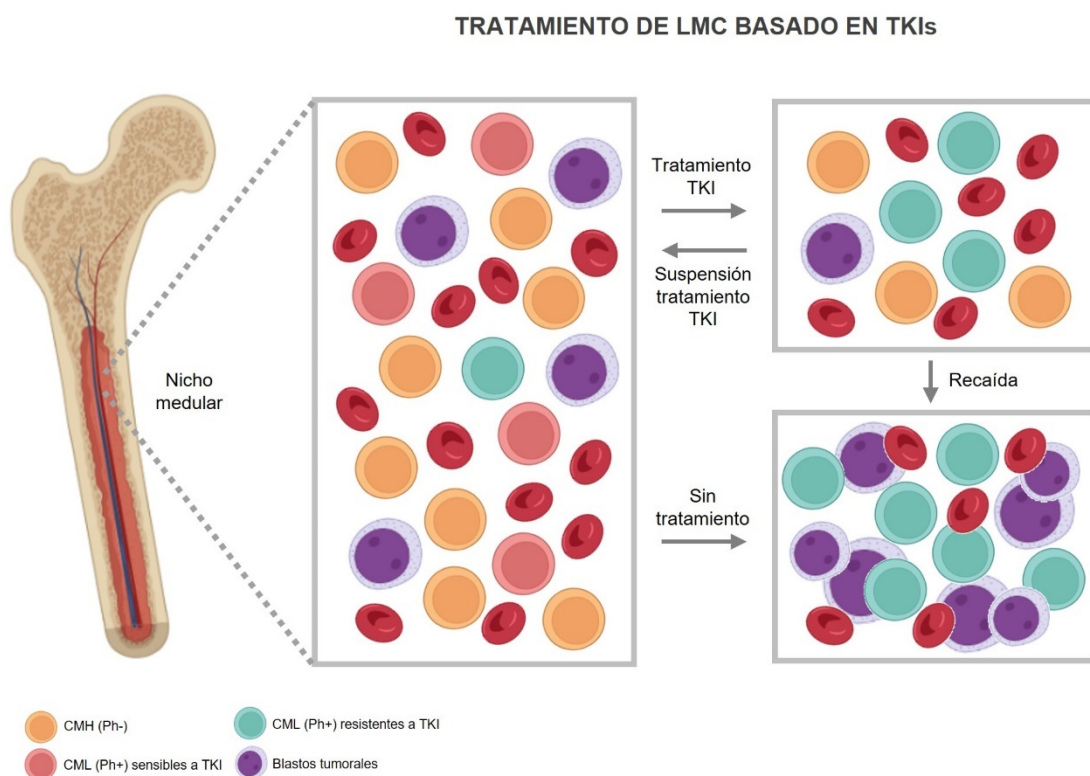 TRATAMIENTO DE LMC BASADO EN TKIs
Nicho
medular
Tratamiento
TKI
Suspensión
tratamiento
TKI
Recaída
Sin
tratamiento
CMH (Ph-)
CML (Ph+) sensibles a TKI
CML (Ph+) resistentes a TKI
Blastos tumorales